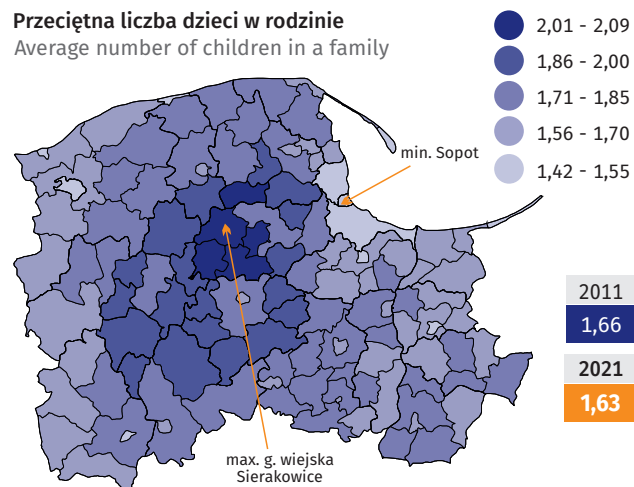 Przeciętna liczba dzieci w rodzinie
Average number of children in a family
2,01 - 2,09
1,86 - 2,00
1,71 - 1,85
1,56 - 1,70
1,42 - 1,55
min. Sopot
2011
1,66
2021
1,63
max. g. wiejska
Sierakowice